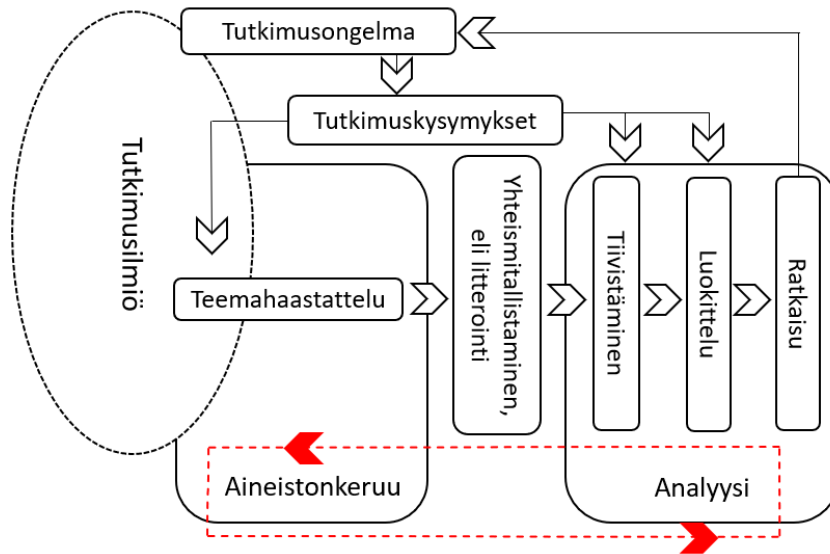 Tutkimusongelma
Tutkimuskysymykset
Tutkimusilmiö
Teemahaastattelu
Yhteismitallistaminen,
eli litterointi
Tiivistäminen
Luokittelu
Ratkaisu
Aineistonkeruu
Analyysi